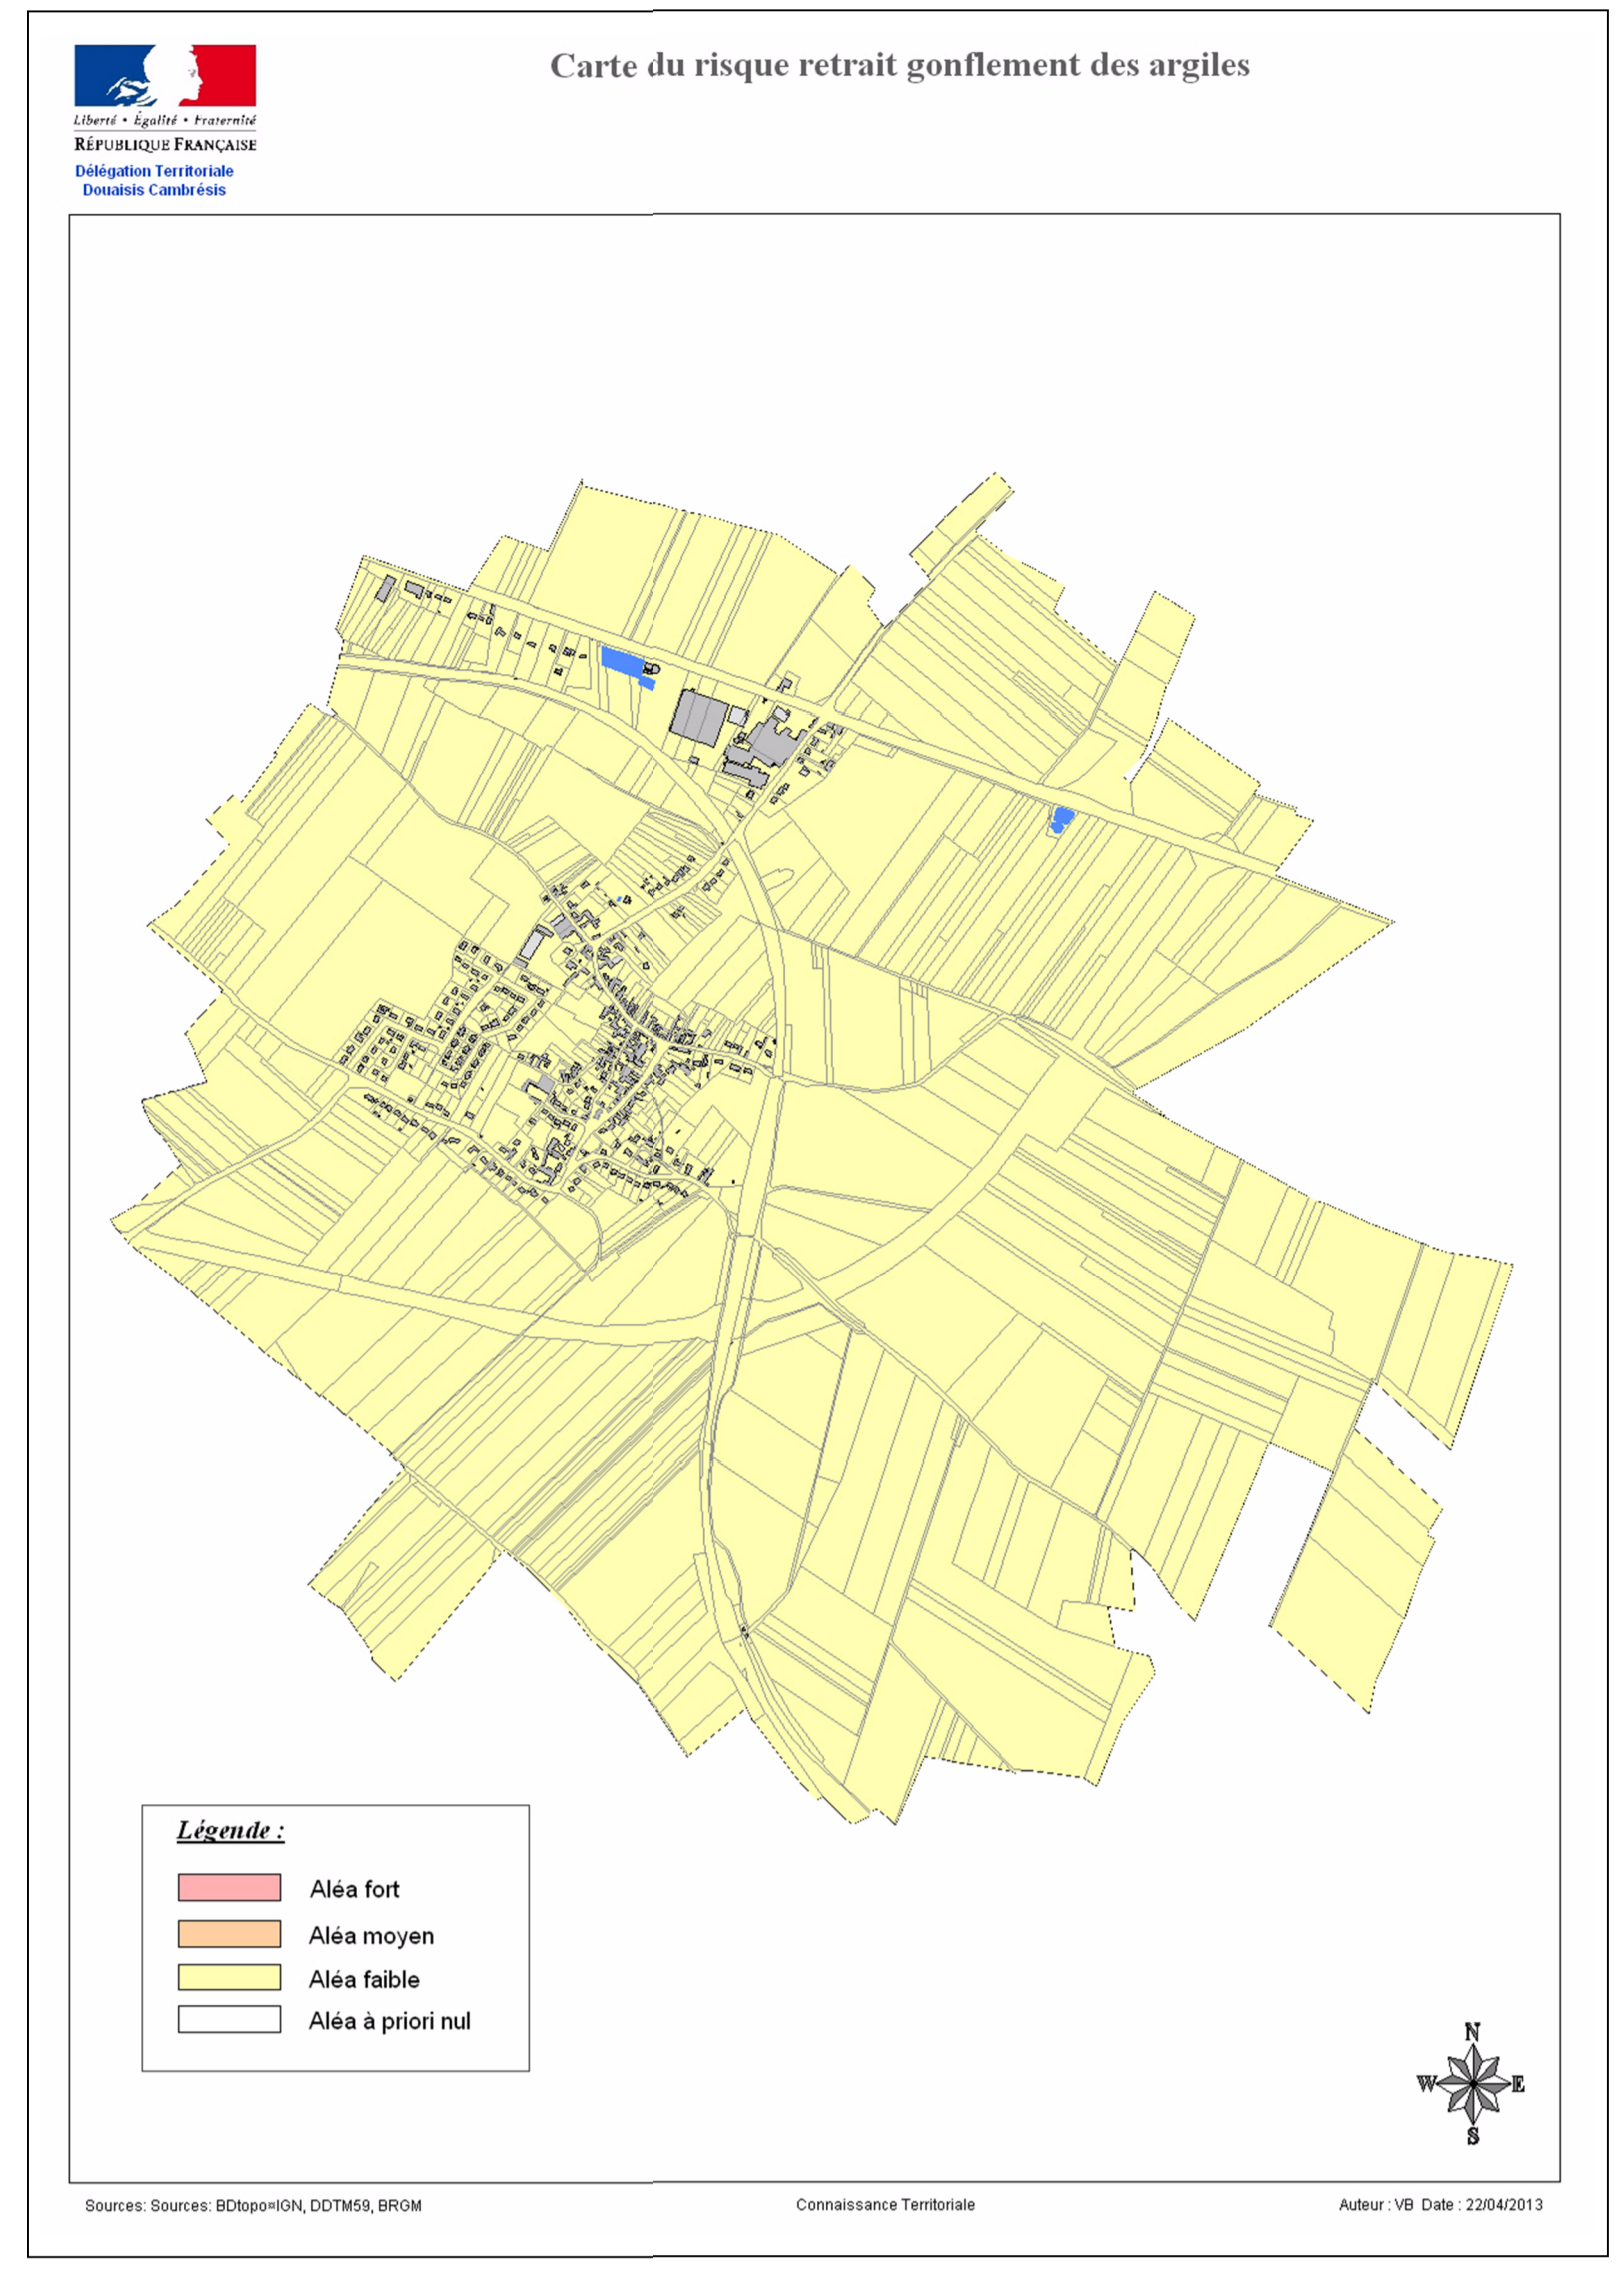 Carte du risque retrait gonflement des argiles
Liberté • Égalité • Fraternité
RÉPUBLIQUE FRANÇAISE
Délégation Territoriale
Douaisis Cambrésis
Légende :
Aléa fort
Aléa moyen
Aléa faible
Aléa à priori nul
N
W E
S
Sources: Sources: BDtopo¤IGN, DDTM59, BRGM
Connaissance Territoriale
Auteur : VB Date : 22/04/2013